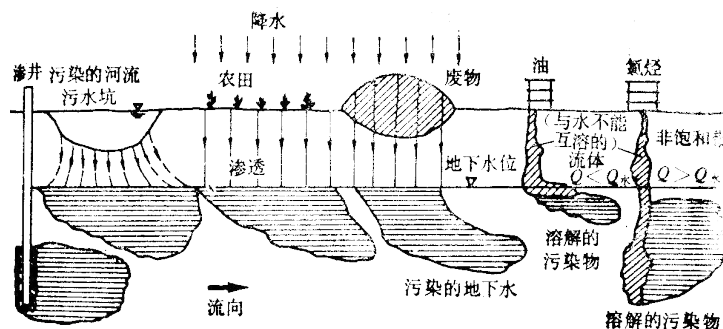 降水
渗井
污染的河流
污水坑
农田
废物
油
氯烃
(与水不能
互溶的)
流体
非饱和
渗透
地下水位
Q<Q水
Q>Q水
溶解的
污染物
污染的地下水
流向
溶解的污染物